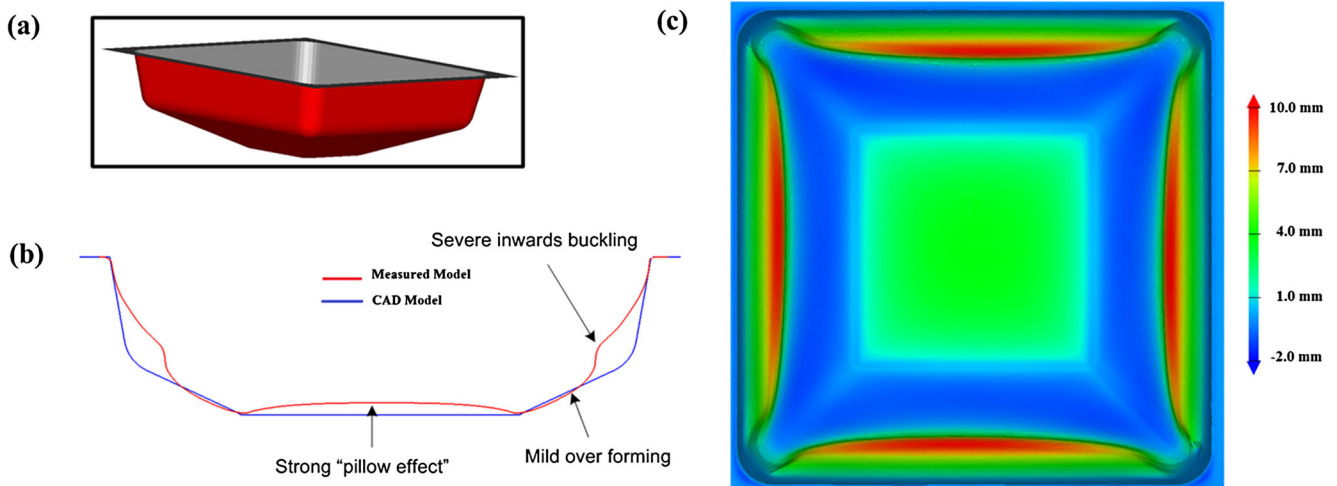 (a)
(b)
Severe inwards buckling
Measured Model
CAD Model
Strong “pillow effect”
Mild over forming
(c)
10.0 mm
7.0 mm
4.0 mm
1.0 mm
-2.0 mm